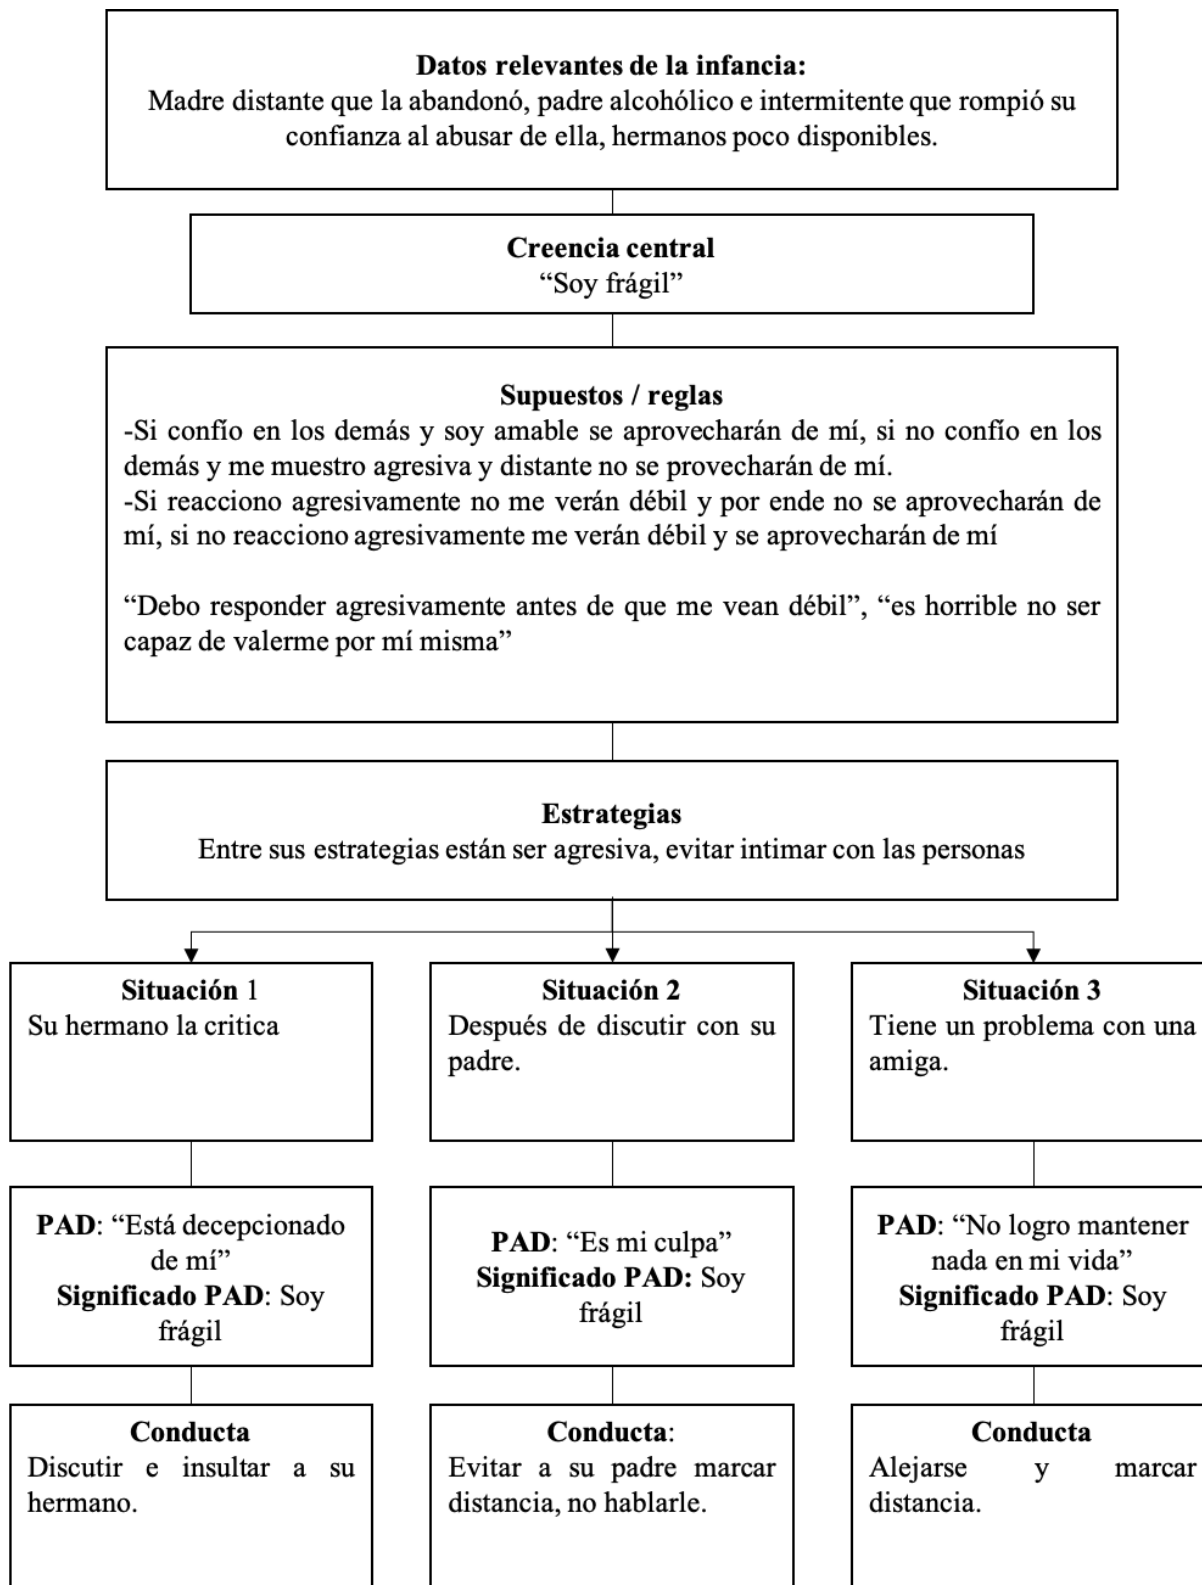 Datos relevantes de la infancia:
Madre distante que la abandonó, padre alcohólico e intermitente que rompió su
confianza al abusar de ella, hermanos poco disponibles.
Creencia central
“Soy frágil”
Supuestos / reglas
-Si confío en los demás y soy amable se aprovecharán de mí, si no confío en los
demás y me muestro agresiva y distante no se provecharán de mí.
-Si reacciono agresivamente no me verán débil y por ende no se aprovecharán de
mí, si no reacciono agresivamente me verán débil y se aprovecharán de mí
“Debo responder agresivamente antes de que me vean débil”, “es horrible no ser
capaz de valerme por mí misma”
Estrategias
Entre sus estrategias están ser agresiva, evitar intimar con las personas
Situación 1
Su hermano la critica
Situación 2
Después de discutir con su
padre.
Situación 3
Tiene un problema con una
amiga.
PAD: “Está decepcionado
de mí”
Significado PAD: Soy
frágil
PAD: “Es mi culpa”
Significado PAD: Soy
frágil
PAD: “No logro mantener
nada en mi vida”
Significado PAD: Soy
frágil
Conducta
Discutir e insultar a su
hermano.
Conducta:
Evitar a su padre marcar
distancia, no hablarle.
Conducta
Alejarse y marcar
distancia.